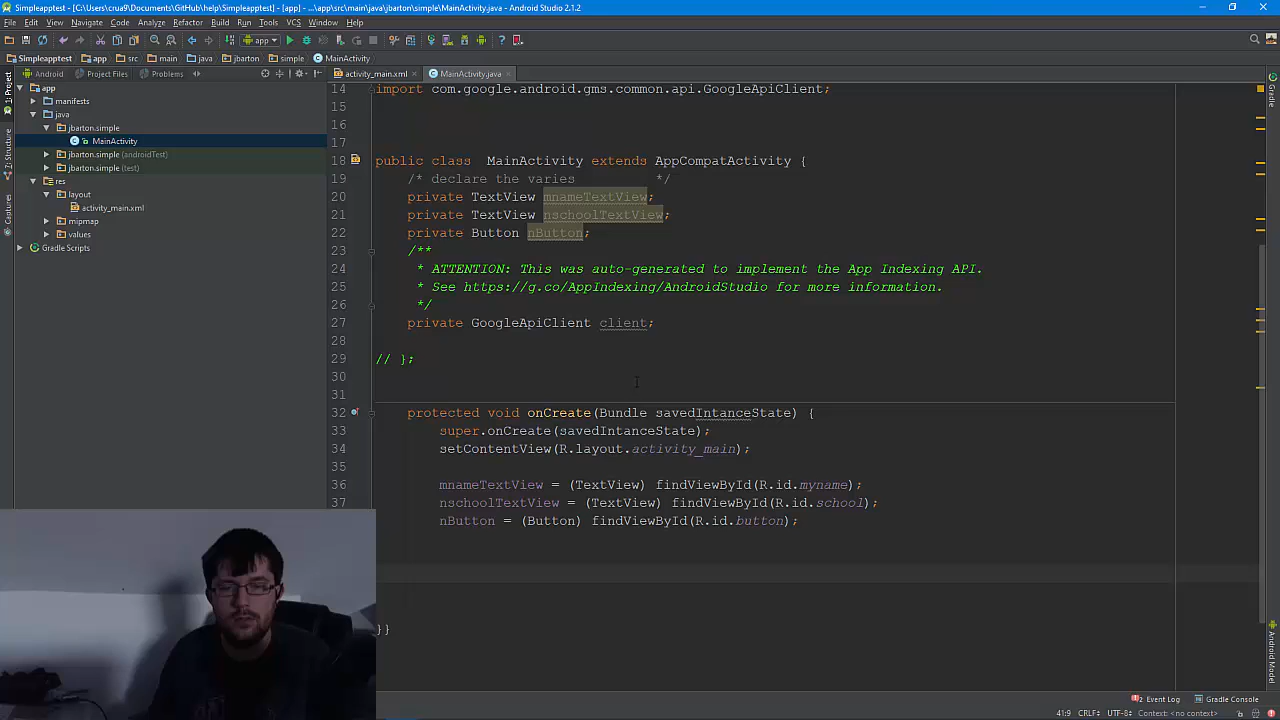 Simpleapptest - [C:\Users\crua9\Documents\GitHub\help\Simpleapptest] - [app] - ...\app\src\main\java\jbarton\simple\MainActivity.java - Android Studio 2.1.2
File Edit View Navigate Code Analyze Refactor Build Run Tools VCS Window Help
app
Simpleapptest app src main java jbarton simple MainActivity
Android Project Files Problems
activity_main.xml MainActivity.java
1: Project
7: Structure
Captures
app
manifests
java
jbarton.simple
MainActivity
jbarton.simple (androidTest)
jbarton.simple (test)
res
layout
activity_main.xml
mipmap
values
Gradle Scripts
14 import com.google.android.gms.common.api.GoogleApiClient;
15
16
17
18 public class MainActivity extends AppCompatActivity {
19 /* declare the varies */
20 private TextView mnameTextView;
21 private TextView nschoolTextView;
22 private Button nButton;
23 /**
24 * ATTENTION: This was auto-generated to implement the App Indexing API.
25 * See https://g.co/AppIndexing/AndroidStudio for more information.
26 */
27 private GoogleApiClient client;
28
29 // };
30
31
32 protected void onCreate(Bundle savedIntanceState) {
33 super.onCreate(savedIntanceState);
34 setContentView(R.layout.activity_main);
35
36 mnameTextView = (TextView) findViewById(R.id.myname);
37 nschoolTextView = (TextView) findViewById(R.id.school);
nButton = (Button) findViewById(R.id.button);
}}
Gradle
Android Model
Event Log Gradle Console
41:9 CRLF÷ UTF-8÷ Context: <no context>